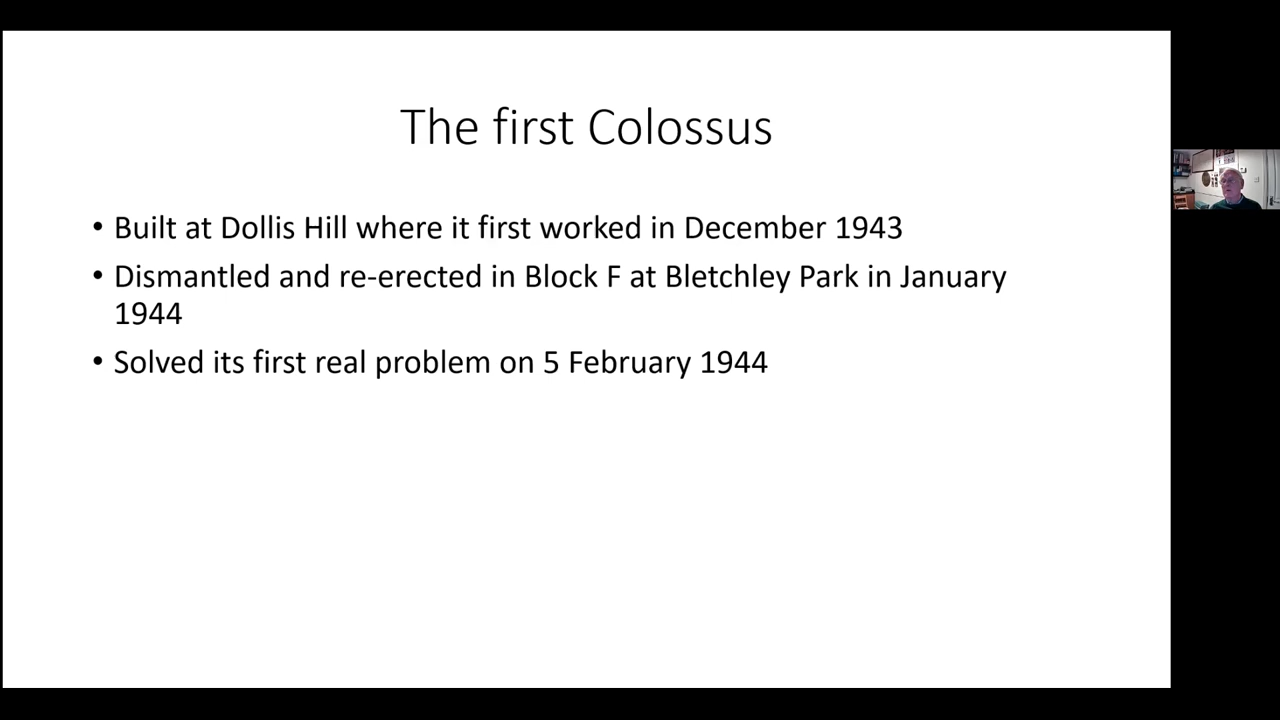 The first Colossus
• Built at Dollis Hill where it first worked in December 1943
• Dismantled and re-erected in Block F at Bletchley Park in January
1944
• Solved its first real problem on 5 February 1944